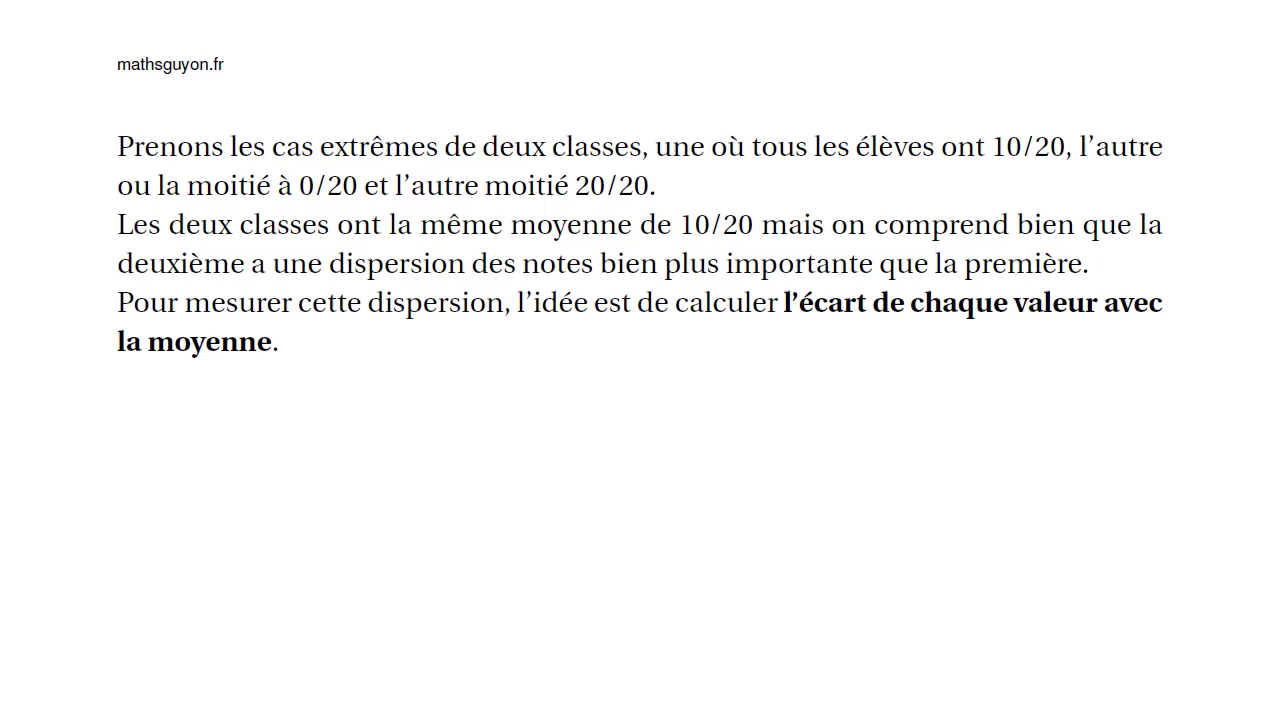 mathsguyon.fr
Prenons les cas extrêmes de deux classes, une où tous les élèves ont 10/20, l’autre
ou la moitié à 0/20 et l’autre moitié 20/20.
Les deux classes ont la même moyenne de 10/20 mais on comprend bien que la
deuxième a une dispersion des notes bien plus importante que la première.
Pour mesurer cette dispersion, l’idée est de calculer l’écart de chaque valeur avec
la moyenne.